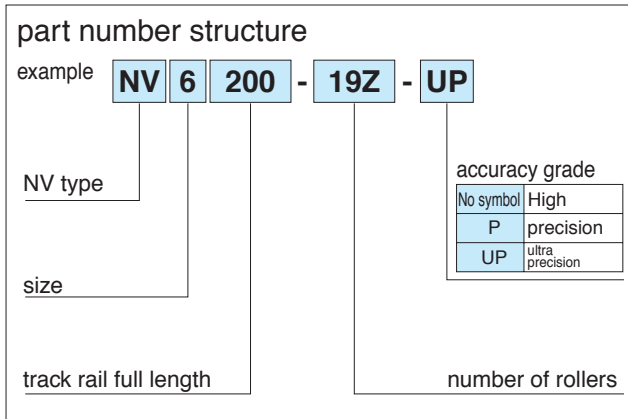 part number structure
example NV 6 200 - 19Z - UP
accuracy grade
No symbol High
P precision
UP ultra precision
NV type
size
track rail full length
number of rollers